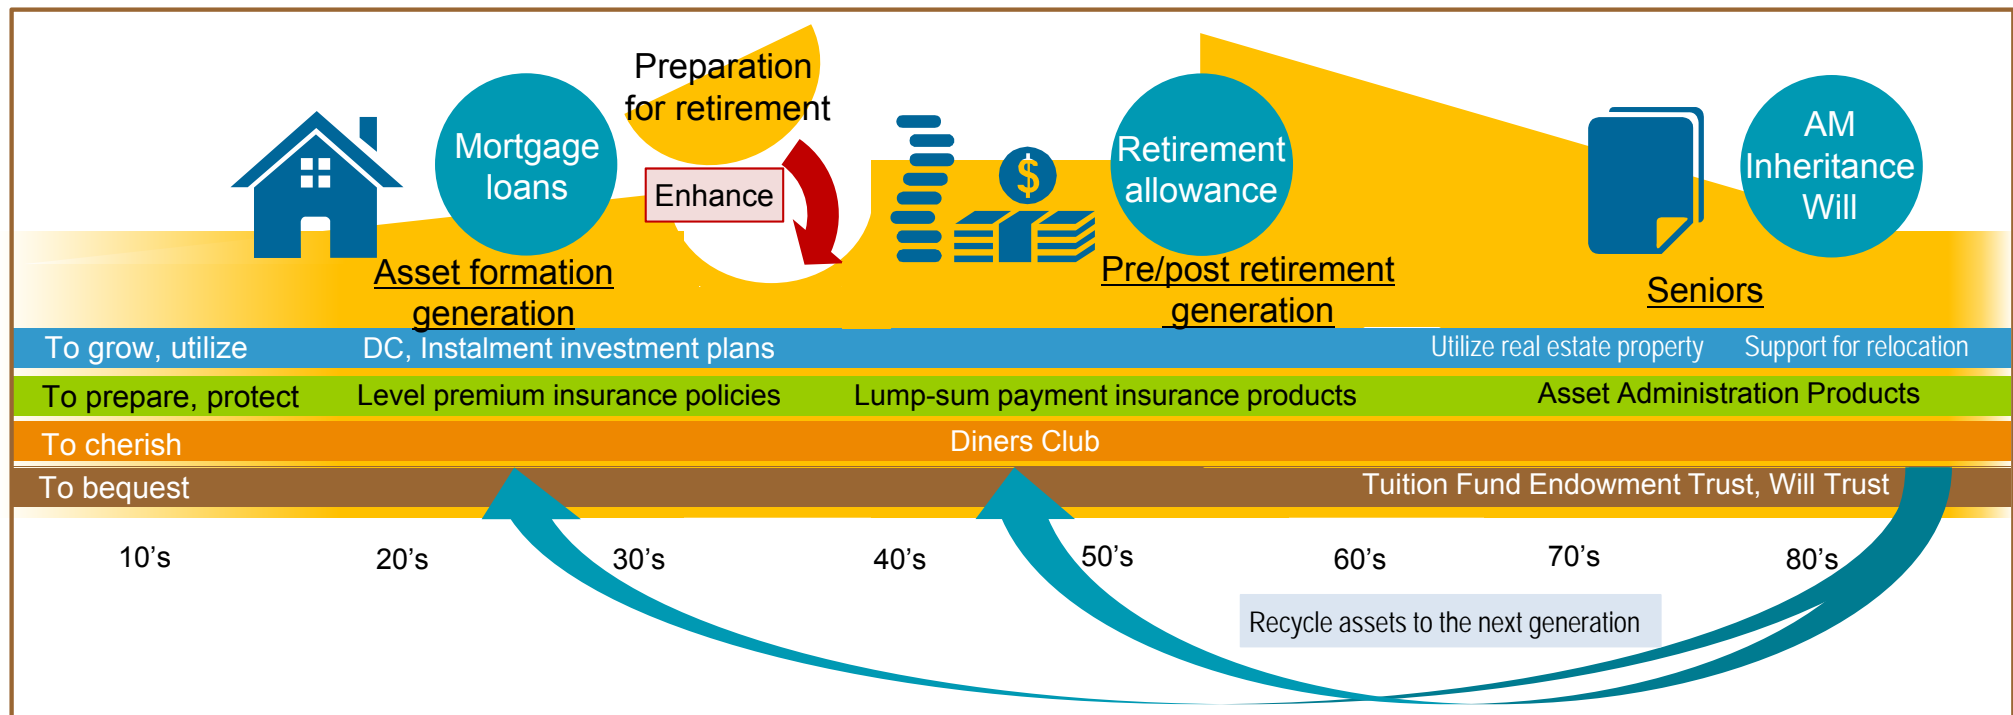 Preparation
for retirement
Mortgage
loans
Enhance
$
Retirement
allowance
AM
Inheritance
Will
Asset formation
generation
Pre/post retirement
generation
Seniors
To grow, utilize
DC, Instalment investment plans
Utilize real estate property
Support for relocation
To prepare, protect
Level premium insurance policies
Lump-sum payment insurance products
Asset Administration Products
To cherish
Diners Club
To bequest
Tuition Fund Endowment Trust, Will Trust
10’s
20’s
30’s
40’s
50’s
60’s
70’s
80’s
Recycle assets to the next generation